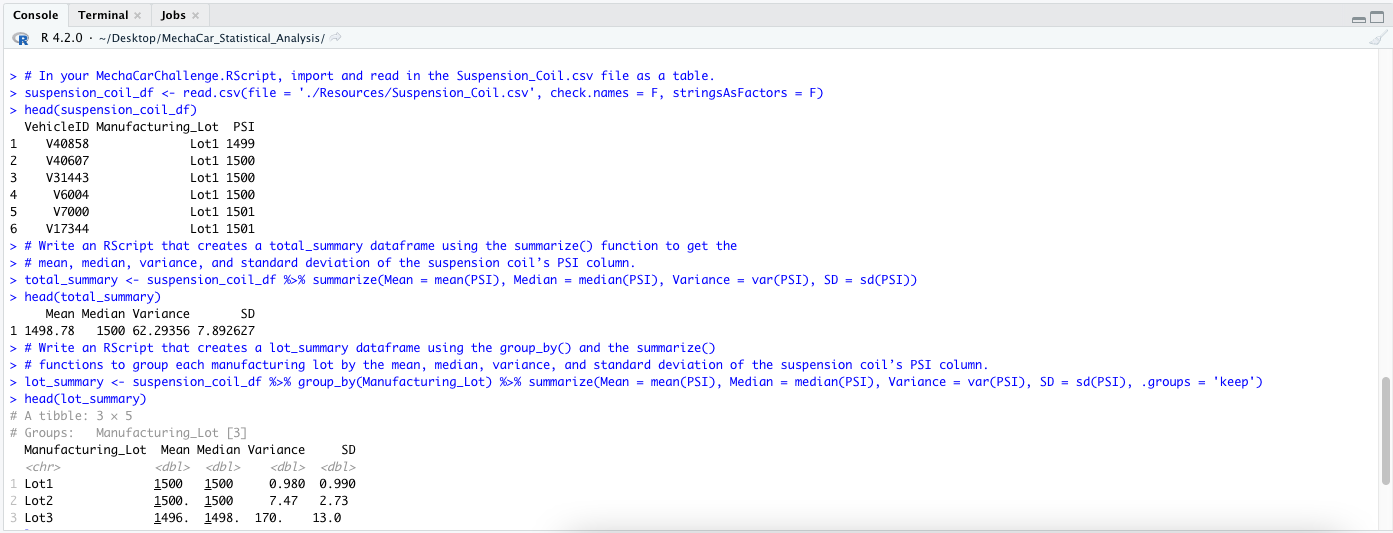 Console Terminal Jobs
R 4.2.0 · ~/Desktop/MechaCar_Statistical_Analysis/
> # In your MechaCarChallenge.RScript, import and read in the Suspension_Coil.csv file as a table.
> suspension_coil_df <- read.csv(file = './Resources/Suspension_Coil.csv', check.names = F, stringsAsFactors = F)
> head(suspension_coil_df)
  VehicleID Manufacturing_Lot  PSI
1    V40858              Lot1 1499
2    V40607              Lot1 1500
3    V31443              Lot1 1500
4     V6004              Lot1 1500
5     V7000              Lot1 1501
6    V17344              Lot1 1501
> # Write an RScript that creates a total_summary dataframe using the summarize() function to get the
> # mean, median, variance, and standard deviation of the suspension coil’s PSI column.
> total_summary <- suspension_coil_df %>% summarize(Mean = mean(PSI), Median = median(PSI), Variance = var(PSI), SD = sd(PSI))
> head(total_summary)
     Mean Median Variance       SD
1 1498.78   1500 62.29356 7.892627
> # Write an RScript that creates a lot_summary dataframe using the group_by() and the summarize()
> # functions to group each manufacturing lot by the mean, median, variance, and standard deviation of the suspension coil’s PSI column.
> lot_summary <- suspension_coil_df %>% group_by(Manufacturing_Lot) %>% summarize(Mean = mean(PSI), Median = median(PSI), Variance = var(PSI), SD = sd(PSI), .groups = 'keep')
> head(lot_summary)
# A tibble: 3 × 5
# Groups:   Manufacturing_Lot [3]
  Manufacturing_Lot  Mean Median Variance     SD
  <chr>             <dbl>  <dbl>    <dbl>  <dbl>
1 Lot1              1500   1500     0.980  0.990
2 Lot2              1500.  1500     7.47   2.73
3 Lot3              1496.  1498.  170.    13.0